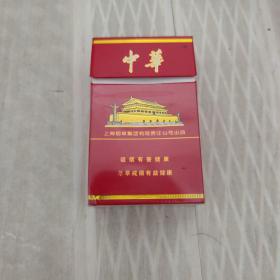 中華
上海烟草集团有限责任公司出品
吸烟有害健康
尽早戒烟有益健康